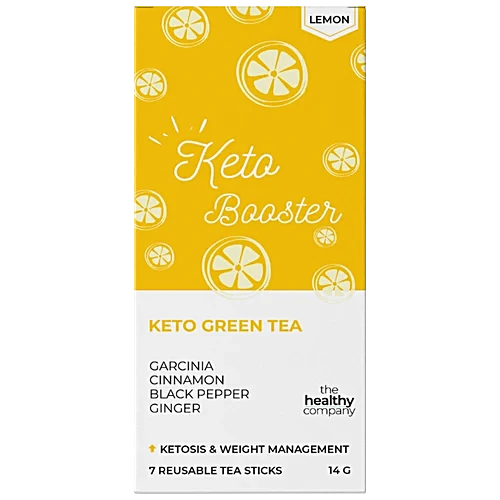 LEMON
Keto
Booster
KETO GREEN TEA
GARCINIA
CINNAMON
BLACK PEPPER
GINGER
the
healthy
company
KETOSIS & WEIGHT MANAGEMENT
7 REUSABLE TEA STICKS 14 G